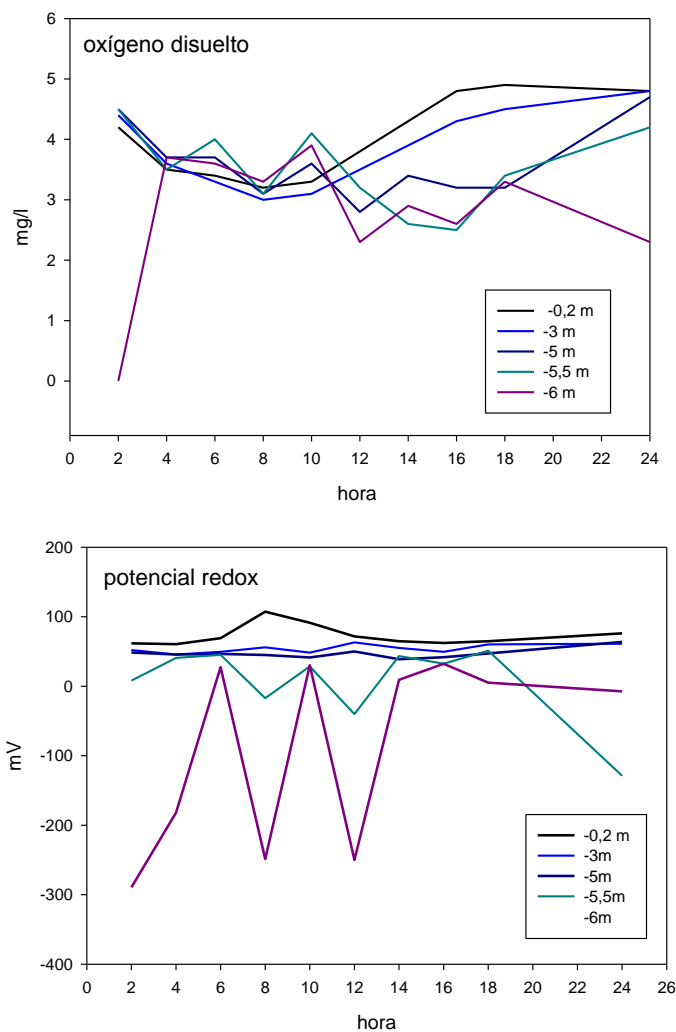 oxígeno disuelto
6
5
4
3
2
1
0
mg/l
-0,2 m
-3 m
-5 m
-5,5 m
-6 m
0 2 4 6 8 10 12 14 16 18 20 22 24
hora
potencial redox
200
100
0
-100
-200
-300
-400
mV
-0,2 m
-3m
-5m
-5,5m
-6m
0 2 4 6 8 10 12 14 16 18 20 22 24 26
hora